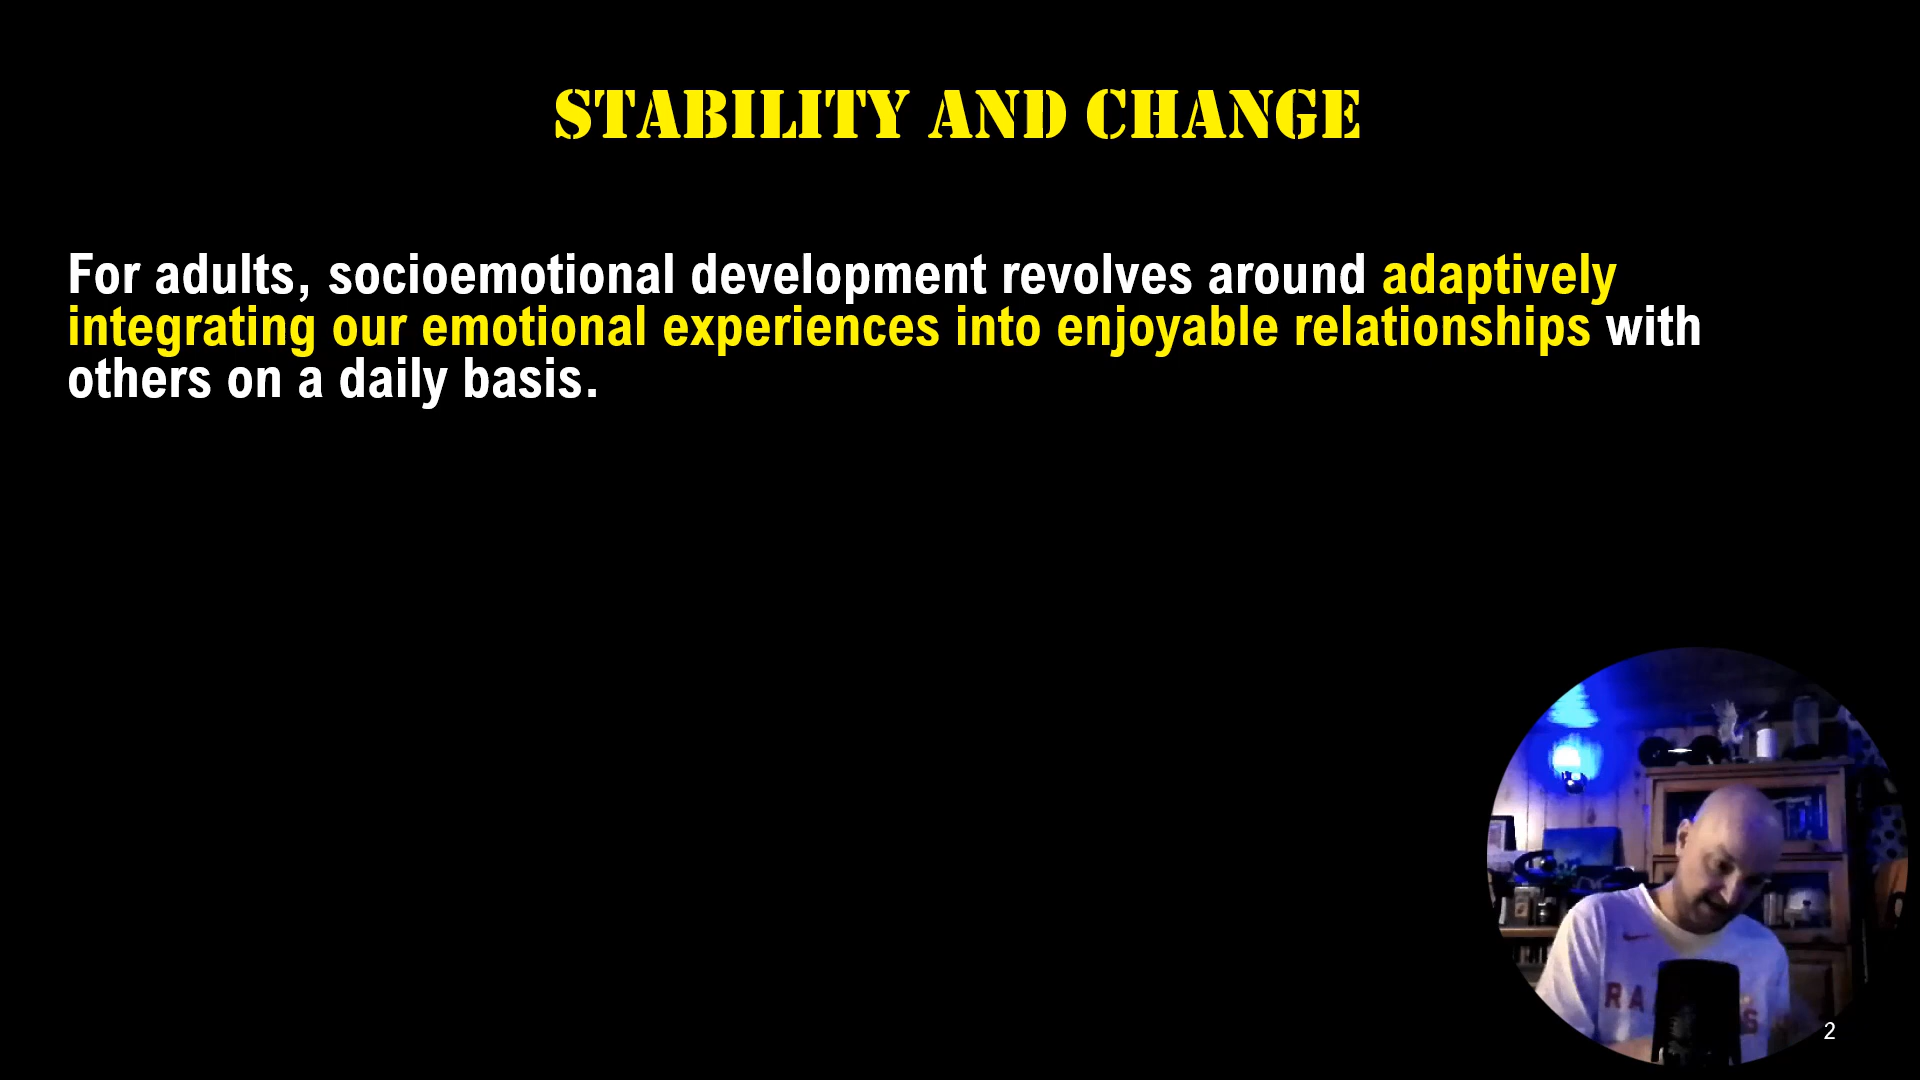 STABILITY AND CHANGE
For adults, socioemotional development revolves around adaptively
integrating our emotional experiences into enjoyable relationships with
others on a daily basis.
2